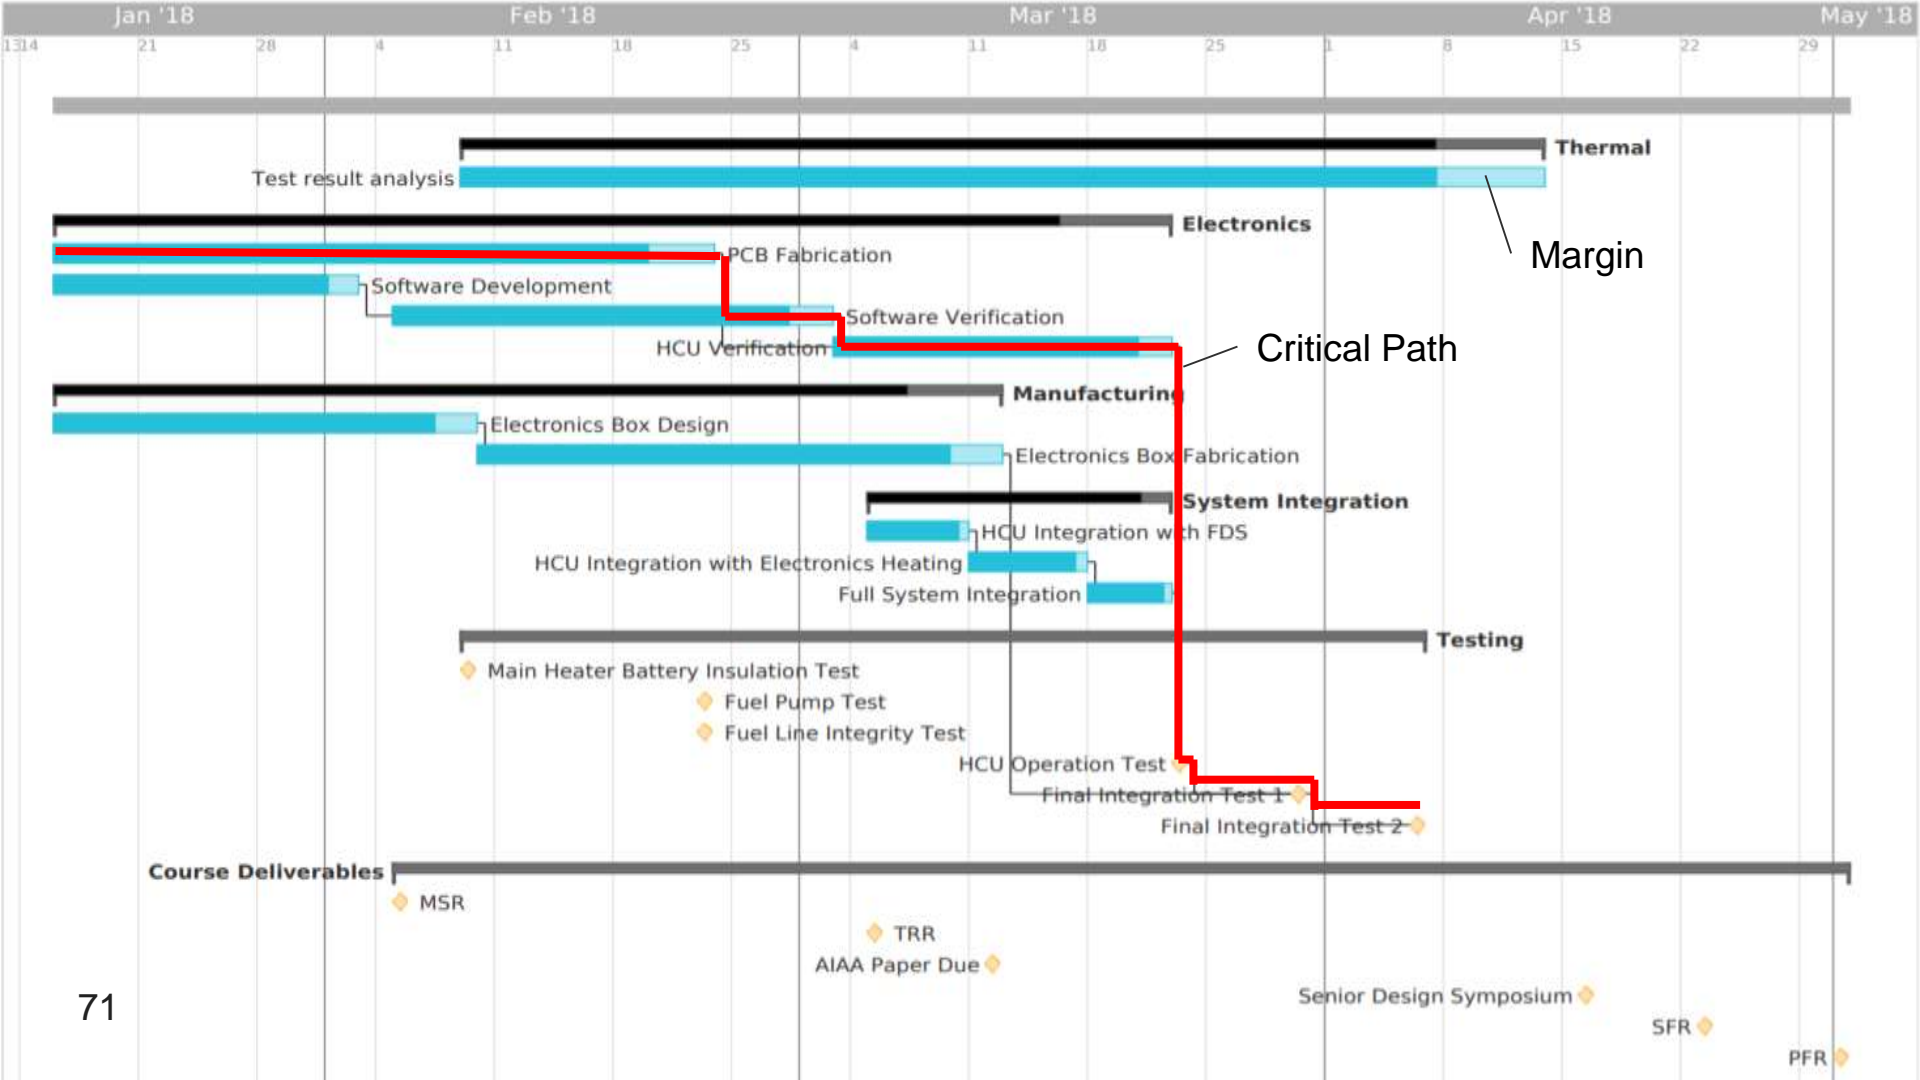 Jan '18 Feb '18 Mar '18 Apr '18 May '18
13 14 21 28 4 11 18 25 4 11 18 25 1 8 15 22 29
Thermal
Test result analysis
Electronics
PCB Fabrication
Margin
Software Development
Software Verification
HCU Verification
Critical Path
Manufacturing
Electronics Box Design
Electronics Box Fabrication
System Integration
HCU Integration with FDS
HCU Integration with Electronics Heating
Full System Integration
Testing
Main Heater Battery Insulation Test
Fuel Pump Test
Fuel Line Integrity Test
HCU Operation Test
Final Integration Test 1
Final Integration Test 2
Course Deliverables
MSR
TRR
AIAA Paper Due
Senior Design Symposium
71
SFR
PFR